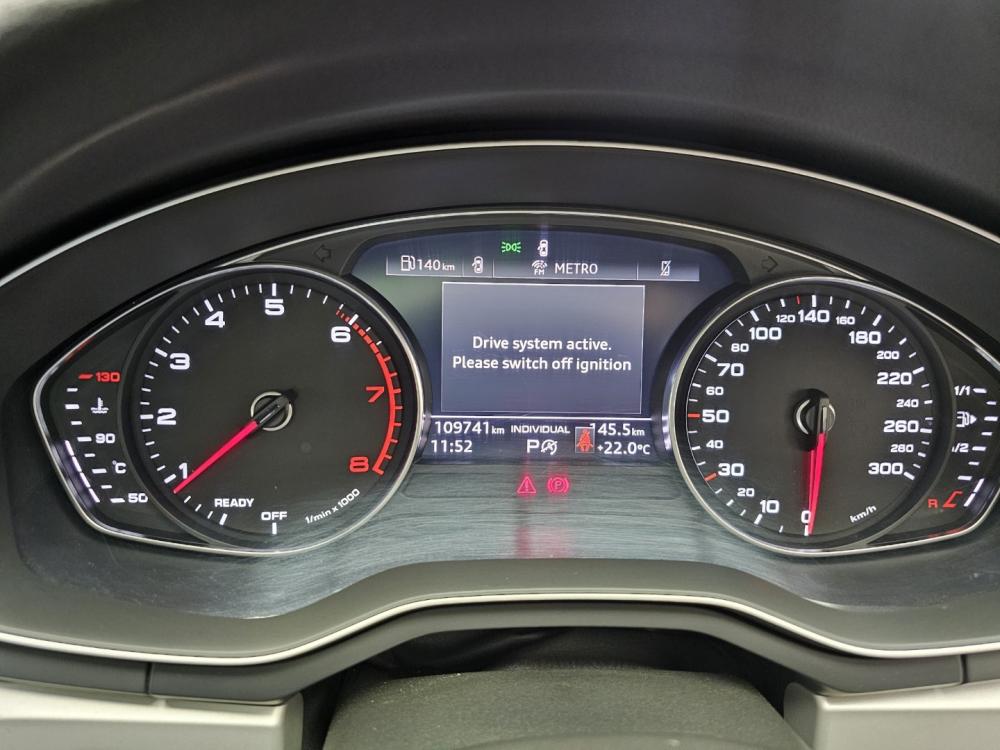 140 km
FM METRO
Drive system active.
Please switch off ignition
109741 km INDIVIDUAL 145.5 km
11:52 P +22.0°C
130
90
°C
50
1
2
3
4
5
6
7
8
READY
OFF
1/min x 1000
0
10
20
30
40
50
60
70
80
100
120
140
160
180
200
220
240
260
280
300
km/h
1/1
1/2
R